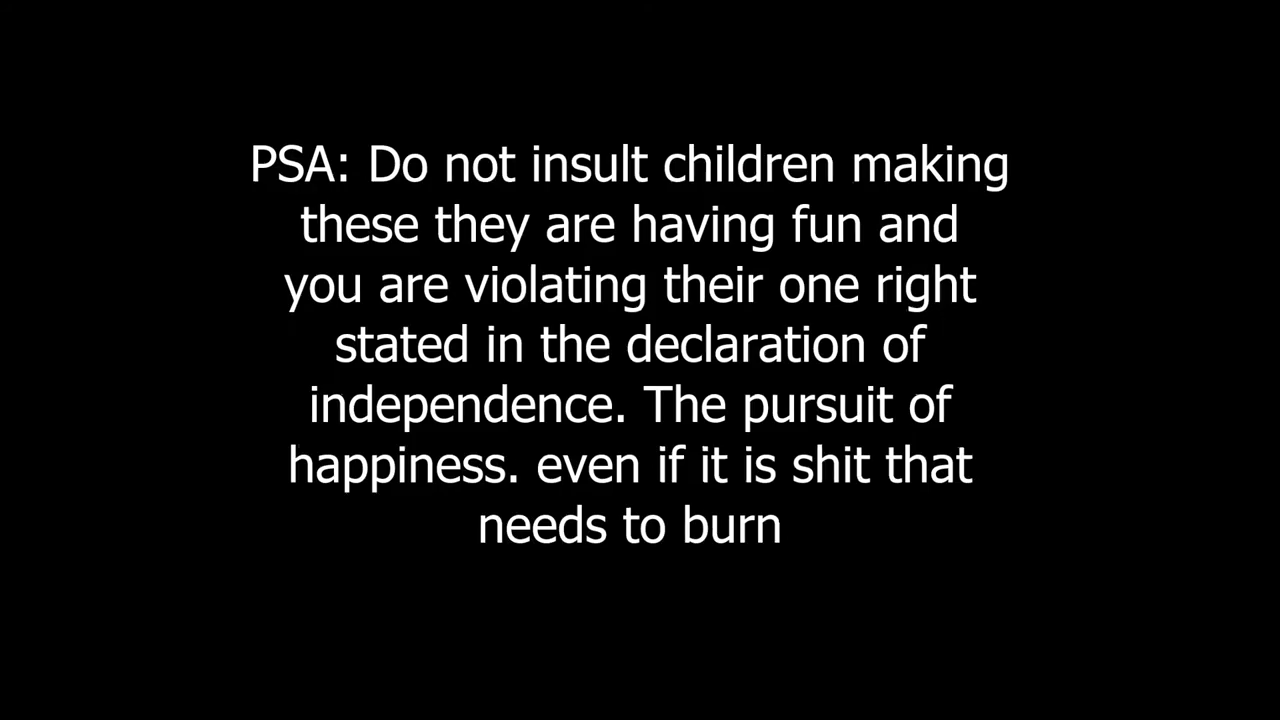 PSA: Do not insult children making
these they are having fun and
you are violating their one right
stated in the declaration of
independence. The pursuit of
happiness. even if it is shit that
needs to burn